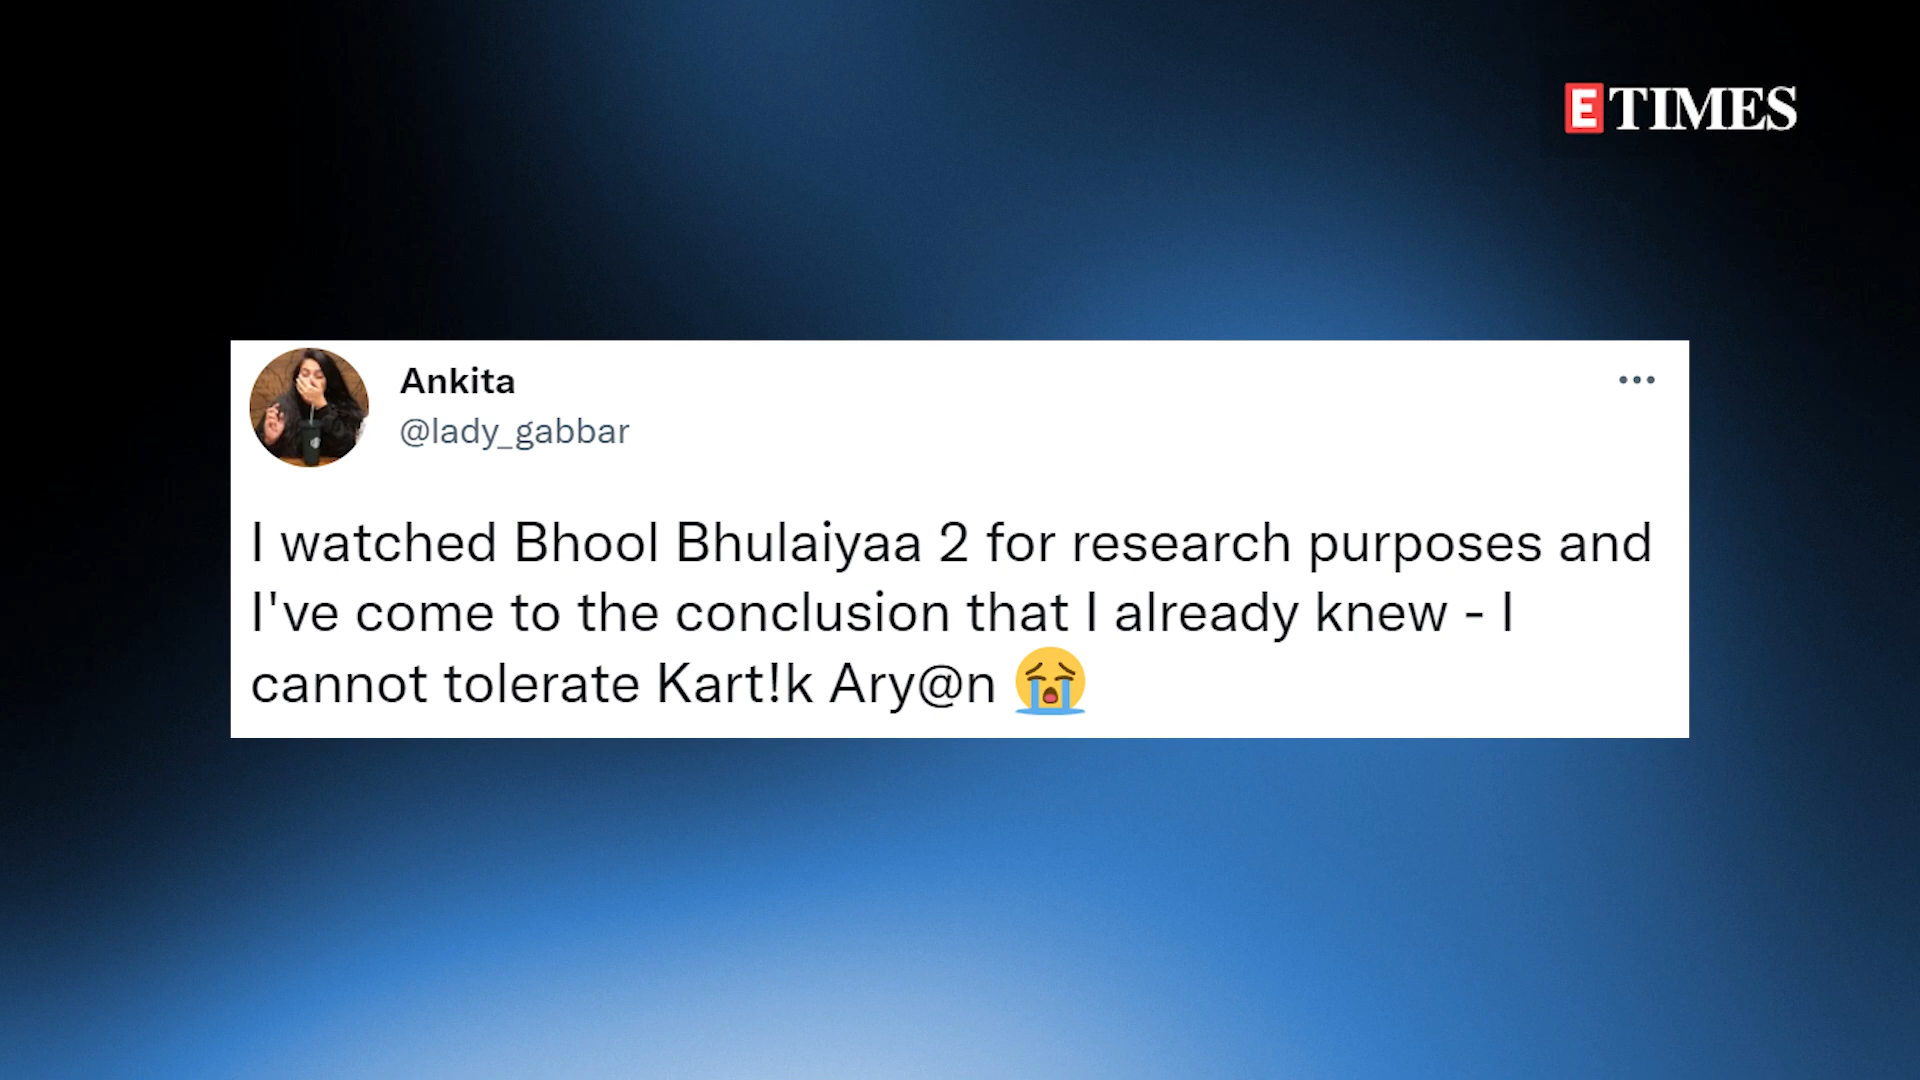 E TIMES
Ankita
@lady_gabbar
I watched Bhool Bhulaiyaa 2 for research purposes and
I've come to the conclusion that I already knew - I
cannot tolerate Kart!k Ary@n 😭